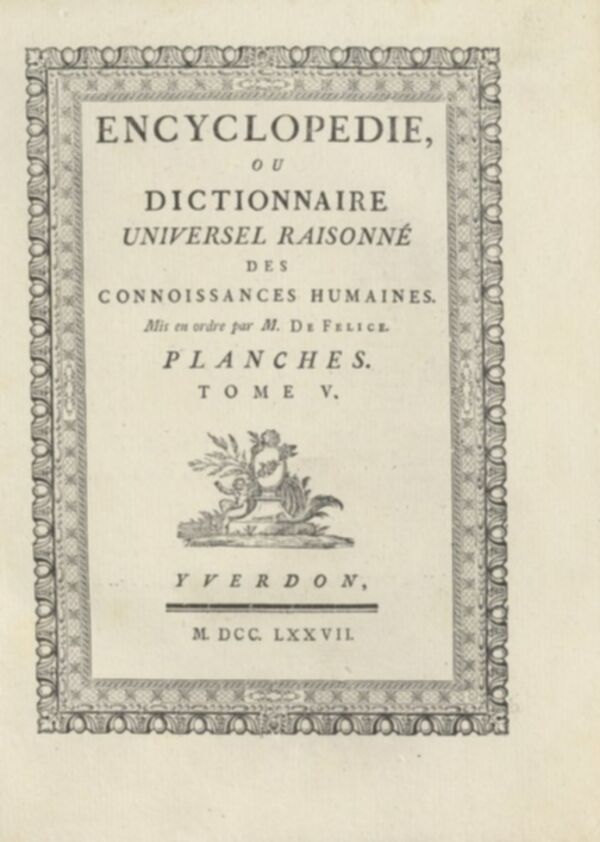 ENCYCLOPEDIE,
OU
DICTIONNAIRE
UNIVERSEL RAISONNÉ
DES
CONNOISSANCES HUMAINES.
Mis en ordre par M. DE FELICE.
PLANCHES.
TOME V.
YVERDON,
M. DCC. LXXVII.